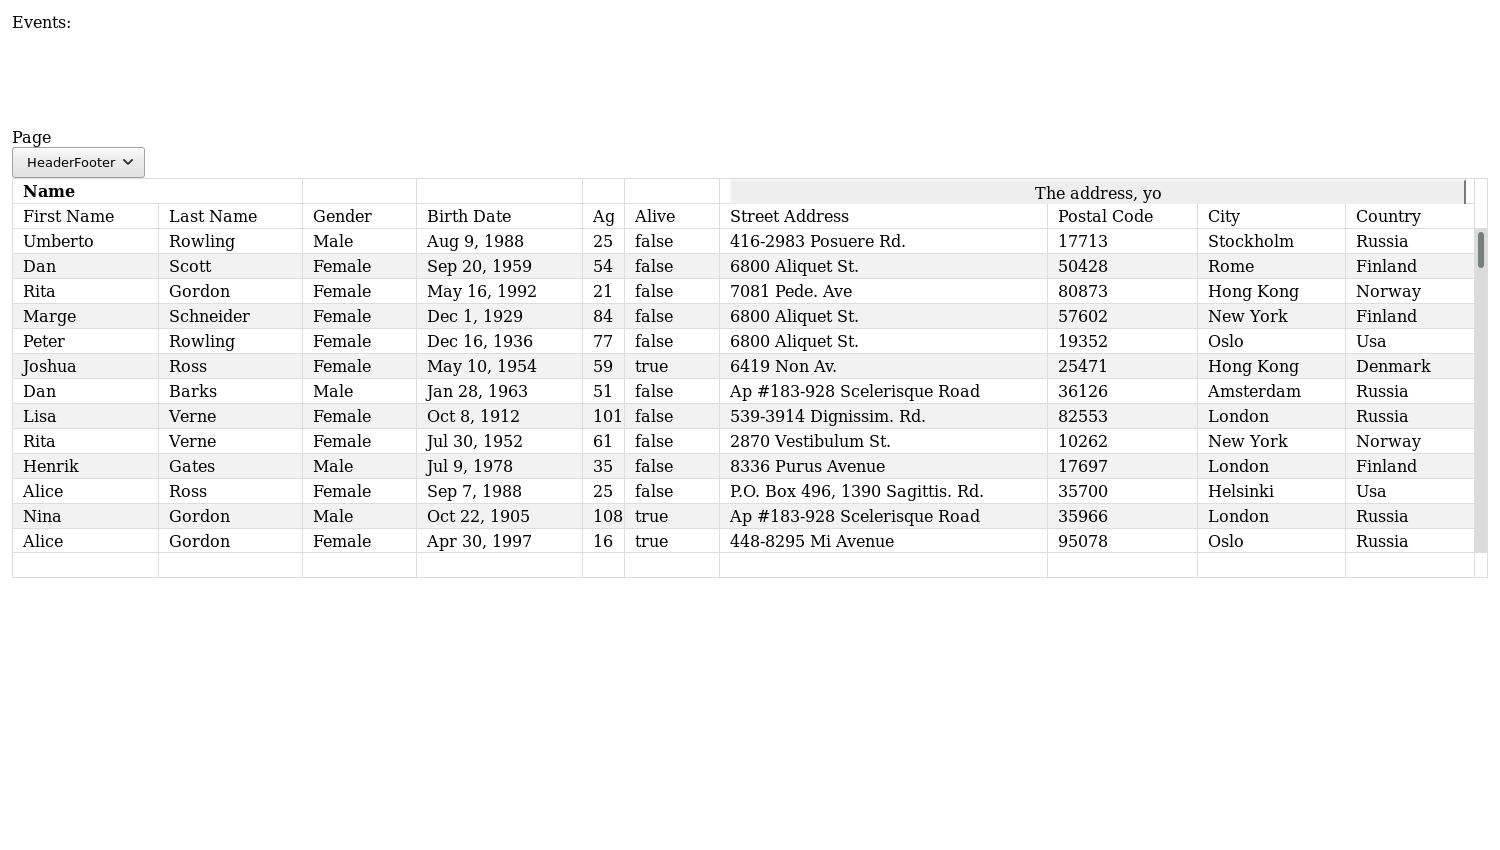 Events:
Page
HeaderFooter
Name The address, yo
First Name Last Name Gender Birth Date Ag Alive Street Address Postal Code City Country
Umberto Rowling Male Aug 9, 1988 25 false 416-2983 Posuere Rd. 17713 Stockholm Russia
Dan Scott Female Sep 20, 1959 54 false 6800 Aliquet St. 50428 Rome Finland
Rita Gordon Female May 16, 1992 21 false 7081 Pede. Ave 80873 Hong Kong Norway
Marge Schneider Female Dec 1, 1929 84 false 6800 Aliquet St. 57602 New York Finland
Peter Rowling Female Dec 16, 1936 77 false 6800 Aliquet St. 19352 Oslo Usa
Joshua Ross Female May 10, 1954 59 true 6419 Non Av. 25471 Hong Kong Denmark
Dan Barks Male Jan 28, 1963 51 false Ap #183-928 Scelerisque Road 36126 Amsterdam Russia
Lisa Verne Female Oct 8, 1912 101 false 539-3914 Dignissim. Rd. 82553 London Russia
Rita Verne Female Jul 30, 1952 61 false 2870 Vestibulum St. 10262 New York Norway
Henrik Gates Male Jul 9, 1978 35 false 8336 Purus Avenue 17697 London Finland
Alice Ross Female Sep 7, 1988 25 false P.O. Box 496, 1390 Sagittis. Rd. 35700 Helsinki Usa
Nina Gordon Male Oct 22, 1905 108 true Ap #183-928 Scelerisque Road 35966 London Russia
Alice Gordon Female Apr 30, 1997 16 true 448-8295 Mi Avenue 95078 Oslo Russia